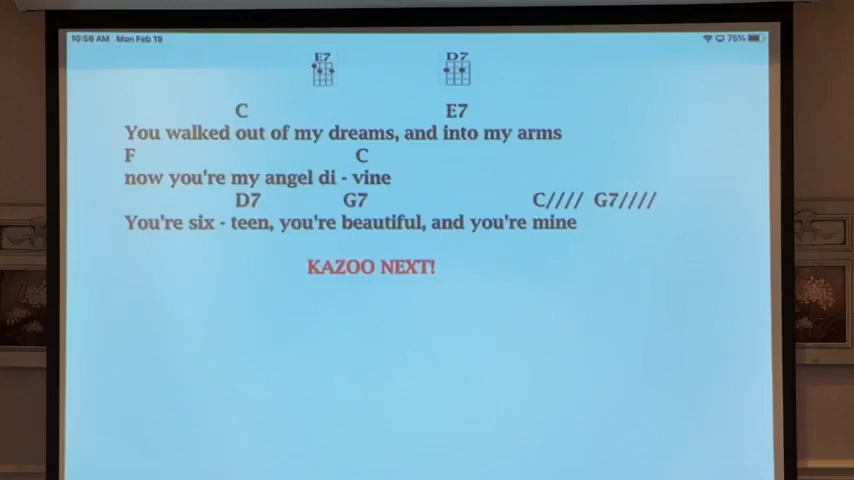 10:58 AM Mon Feb 19
75%
E7 D7
C E7
You walked out of my dreams, and into my arms
F C
now you're my angel di - vine
D7 G7 C//// G7////
You're six - teen, you're beautiful, and you're mine
KAZOO NEXT!